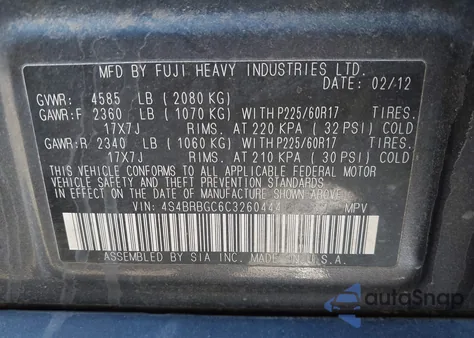 MFD BY FUJI HEAVY INDUSTRIES LTD.
DATE: 02/12
GVWR: 4585 LB (2080 KG)
GAWR:F 2360 LB (1070 KG) WITH P225/60R17 TIRES.
17X7J RIMS. AT 220 KPA (32 PSI) COLD
GAWR:R 2340 LB (1060 KG) WITH P225/60R17 TIRES.
17X7J RIMS. AT 210 KPA (30 PSI) COLD
THIS VEHICLE CONFORMS TO ALL APPLICABLE FEDERAL MOTOR
VEHICLE SAFETY AND THEFT PREVENTION STANDARDS
IN EFFECT ON THE DATE OF MANUFACTURE SHOWN ABOVE.
VIN: 4S4BRBGC6C3260444 MPV
ASSEMBLED BY SIA INC. MADE IN U.S.A.
autoSnap